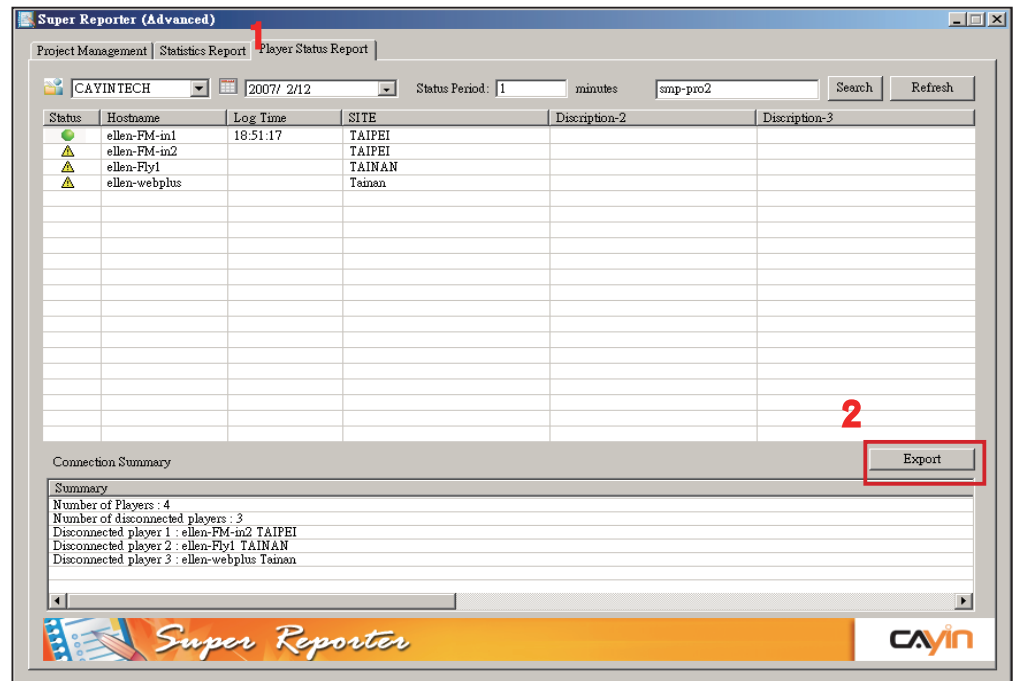 Super Reporter (Advanced)
1
Project Management Statistics Report Player Status Report
CAYINTECH 2007/ 2/12 Status Period: 1 minutes smp-pro2 Search Refresh
Status Hostname Log Time SITE Discription-2 Discription-3
ellen-FM-in1 18:51:17 TAIPEI
ellen-FM-in2 TAIPEI
ellen-Fly1 TAINAN
ellen-webplus Tainan
2
Connection Summary Export
Summary
Number of Players : 4
Number of disconnected players : 3
Disconnected player 1 : ellen-FM-in2 TAIPEI
Disconnected player 2 : ellen-Fly1 TAINAN
Disconnected player 3 : ellen-webplus Tainan
Super Reporter CAyin